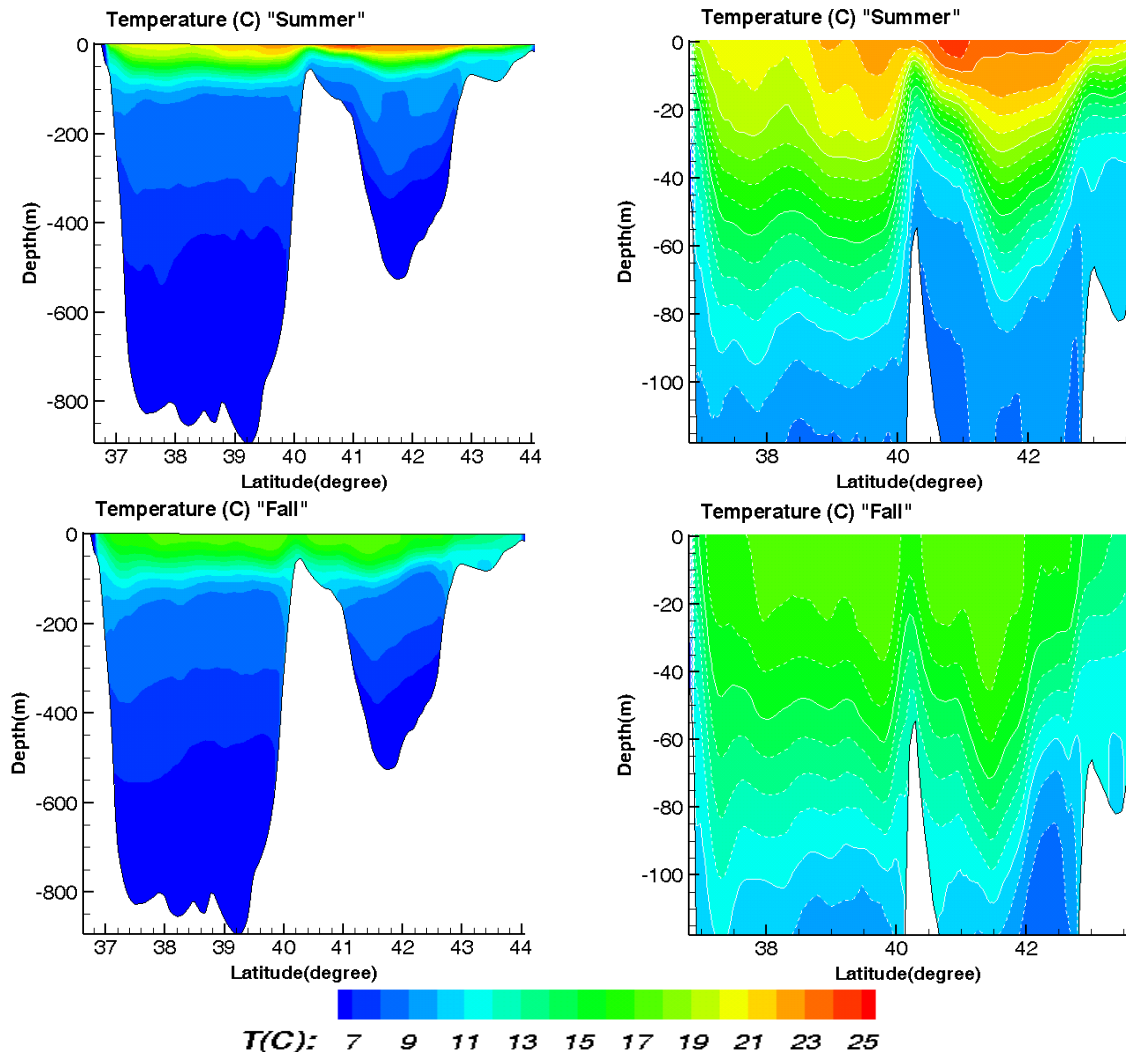 Temperature (C) "Summer"
0
-200
-400
-600
-800
Depth(m)
37 38 39 40 41 42 43 44
Latitude(degree)
Temperature (C) "Summer"
0
-20
-40
-60
-80
-100
Depth(m)
38 40 42
Latitude(degree)
Temperature (C) "Fall"
0
-200
-400
-600
-800
Depth(m)
37 38 39 40 41 42 43 44
Latitude(degree)
Temperature (C) "Fall"
0
-20
-40
-60
-80
-100
Depth(m)
38 40 42
Latitude(degree)
T(C): 7 9 11 13 15 17 19 21 23 25